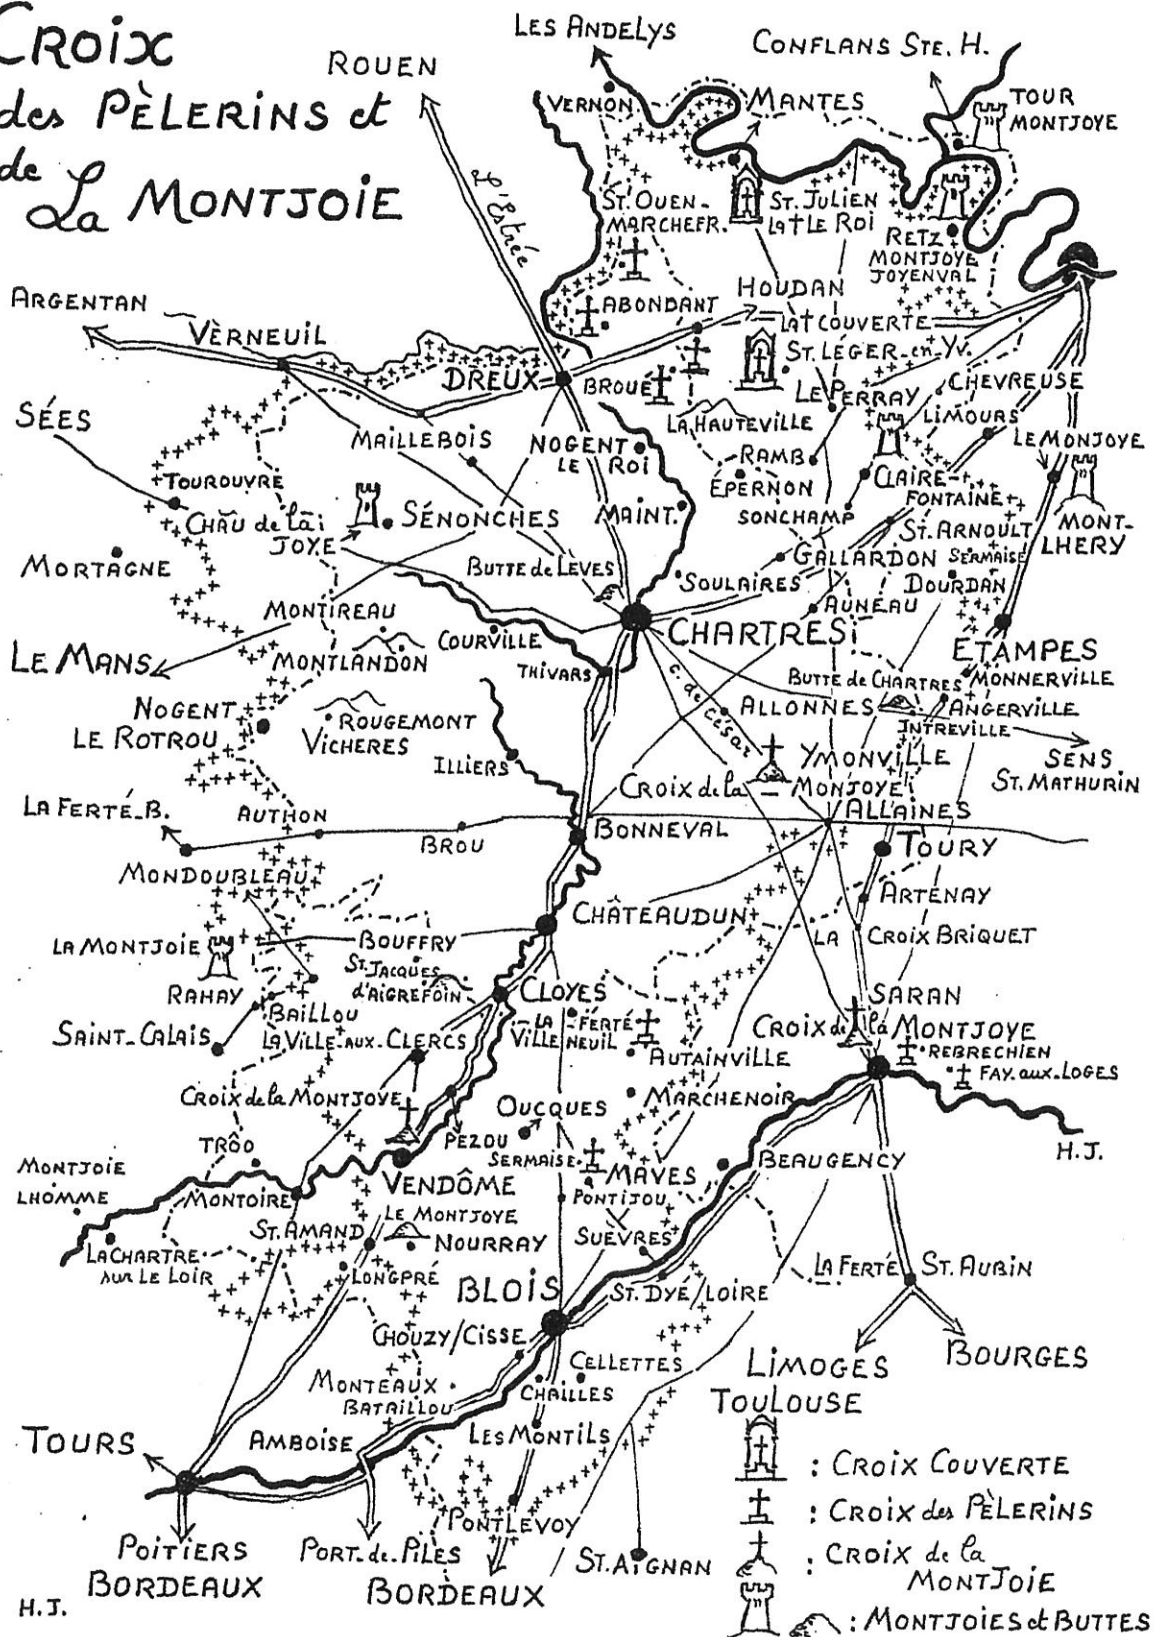 CROIX
des PÈLERINS et
de La MONTJOIE
LES ANDELYS
CONFLANS STE. H.
ROUEN
VERNON
MANTES
TOUR
MONTJOYE
L'Estrée
ST. OUEN-
MARCHEFR.
ST. JULIEN
la † LE ROI
RETZ
MONTJOYE
JOYENVAL
ARGENTAN
VERNEUIL
ABONDANT
HOUDAN
LA † COUVERTE
ST. LÉGER-en-Yv.
DREUX
BROUÉ
LE PERRAY
CHEVREUSE
SÉES
MAILLEBOIS
NOGENT
LE ROI
LA HAUTEVILLE
LIMOURS
LE MONJOYE
RAMB.
TOUROUVRE
ÉPERNON
CLAIRE-
FONTAINE
CHÂU de LA
JOYE
SÉNONCHES
MAINT.
SONCHAMP
ST. ARNOULT
MONT-
LHERY
MORTAGNE
BUTTE de LÈVES
SOULAIRES
GALLARDON
SERMAISE
DOURDAN
MONTIREAU
AUNEAU
COURVILLE
CHARTRES
LE MANS
MONTLANDON
THIVARS
ETAMPES
BUTTE de CHARTRES
MONNERVILLE
NOGENT
LE ROTROU
ROUGEMONT
VICHERES
C. de César
ALLONNES
ANGERVILLE
INTREVILLE
ILLIERS
YMONVILLE
SENS
ST. MATHURIN
CROIX de la MONJOYE
LA FERTÉ-B.
AUTHON
ALLAINES
BROU
BONNEVAL
TOURY
MONDOUBLEAU
ARTENAY
CHÂTEAUDUN
LA MONTJOIE
BOUFFRY
LA CROIX BRIQUET
ST. JACQUES
d'AIGREFOIN
RAHAY
CLOYES
SARAN
BAILLOU
LA FERTÉ
VILLENEUIL
CROIX de la MONTJOYE
SAINT-CALAIS
LA VILLE-AUX-CLERCS
AUTAINVILLE
REBRECHIEN
FAY-aux-LOGES
CROIX de la MONTJOYE
OUCQUES
MARCHENOIR
TRÔO
PEZOU
H.J.
MONTJOIE
LHOMME
SERMAISE
MAVES
BEAUGENCY
MONTOIRE
VENDÔME
PONTIJOU
ST. AMAND
LE MONTJOYE
NOURRAY
SUÈVRES
LA CHARTRE
sur LE LOIR
LONGPRÉ
LA FERTÉ ST. AUBIN
BLOIS
ST. DYÉ/LOIRE
CHOUZY/CISSE
CELLETTES
LIMOGES
BOURGES
MONTEAUX
BATAILLOU
CHAILLES
TOULOUSE
TOURS
AMBOISE
LES MONTILS
: CROIX COUVERTE
: CROIX des PÈLERINS
PONTLEVOY
POITIERS
BORDEAUX
PORT-de-PILES
BORDEAUX
ST. AIGNAN
: CROIX de la
MONTJOIE
H.J.
: MONTJOIES et BUTTES